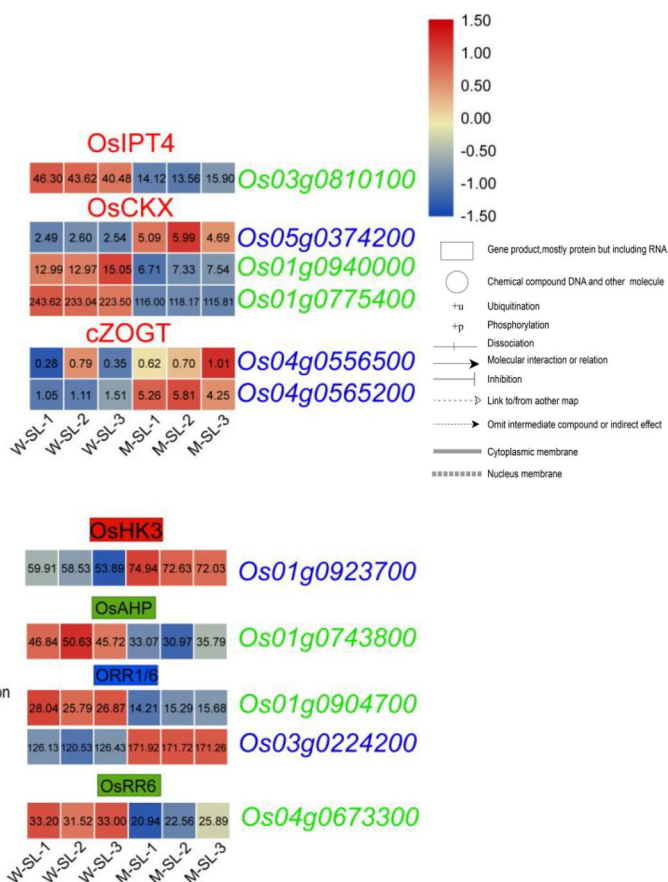 1.50
1.00
0.50
0.00
-0.50
-1.00
-1.50
OsIPT4
46.30 43.62 40.48 14.12 13.56 15.90 Os03g0810100
OsCKX
2.49 2.60 2.54 5.09 5.99 4.69 Os05g0374200
12.99 12.97 15.05 6.71 7.33 7.54 Os01g0940000
243.62 233.04 223.50 116.00 118.17 115.81 Os01g0775400
cZOGT
0.28 0.79 0.35 0.62 0.70 1.01 Os04g0556500
1.05 1.11 1.51 5.26 5.81 4.25 Os04g0565200
W-SL-1 W-SL-2 W-SL-3 M-SL-1 M-SL-2 M-SL-3
Gene product,mostly protein but including RNA
Chemical compound DNA and other molecule
+u Ubiquitination
+p Phosphorylation
Dissociation
Molecular interaction or relation
Inhibition
Link to/from aother map
Omit intermediate compound or indirect effect
Cytoplasmic membrane
Nucleus membrane
OsHK3
59.91 58.53 53.89 74.94 72.63 72.03 Os01g0923700
OsAHP
46.84 50.63 45.72 33.07 30.97 35.79 Os01g0743800
on
ORR1/6
28.04 25.79 26.87 14.21 15.29 15.68 Os01g0904700
126.13 120.53 126.43 171.92 171.72 171.26 Os03g0224200
OsRR6
33.20 31.52 33.00 20.94 22.56 25.89 Os04g0673300
W-SL-1 W-SL-2 W-SL-3 M-SL-1 M-SL-2 M-SL-3